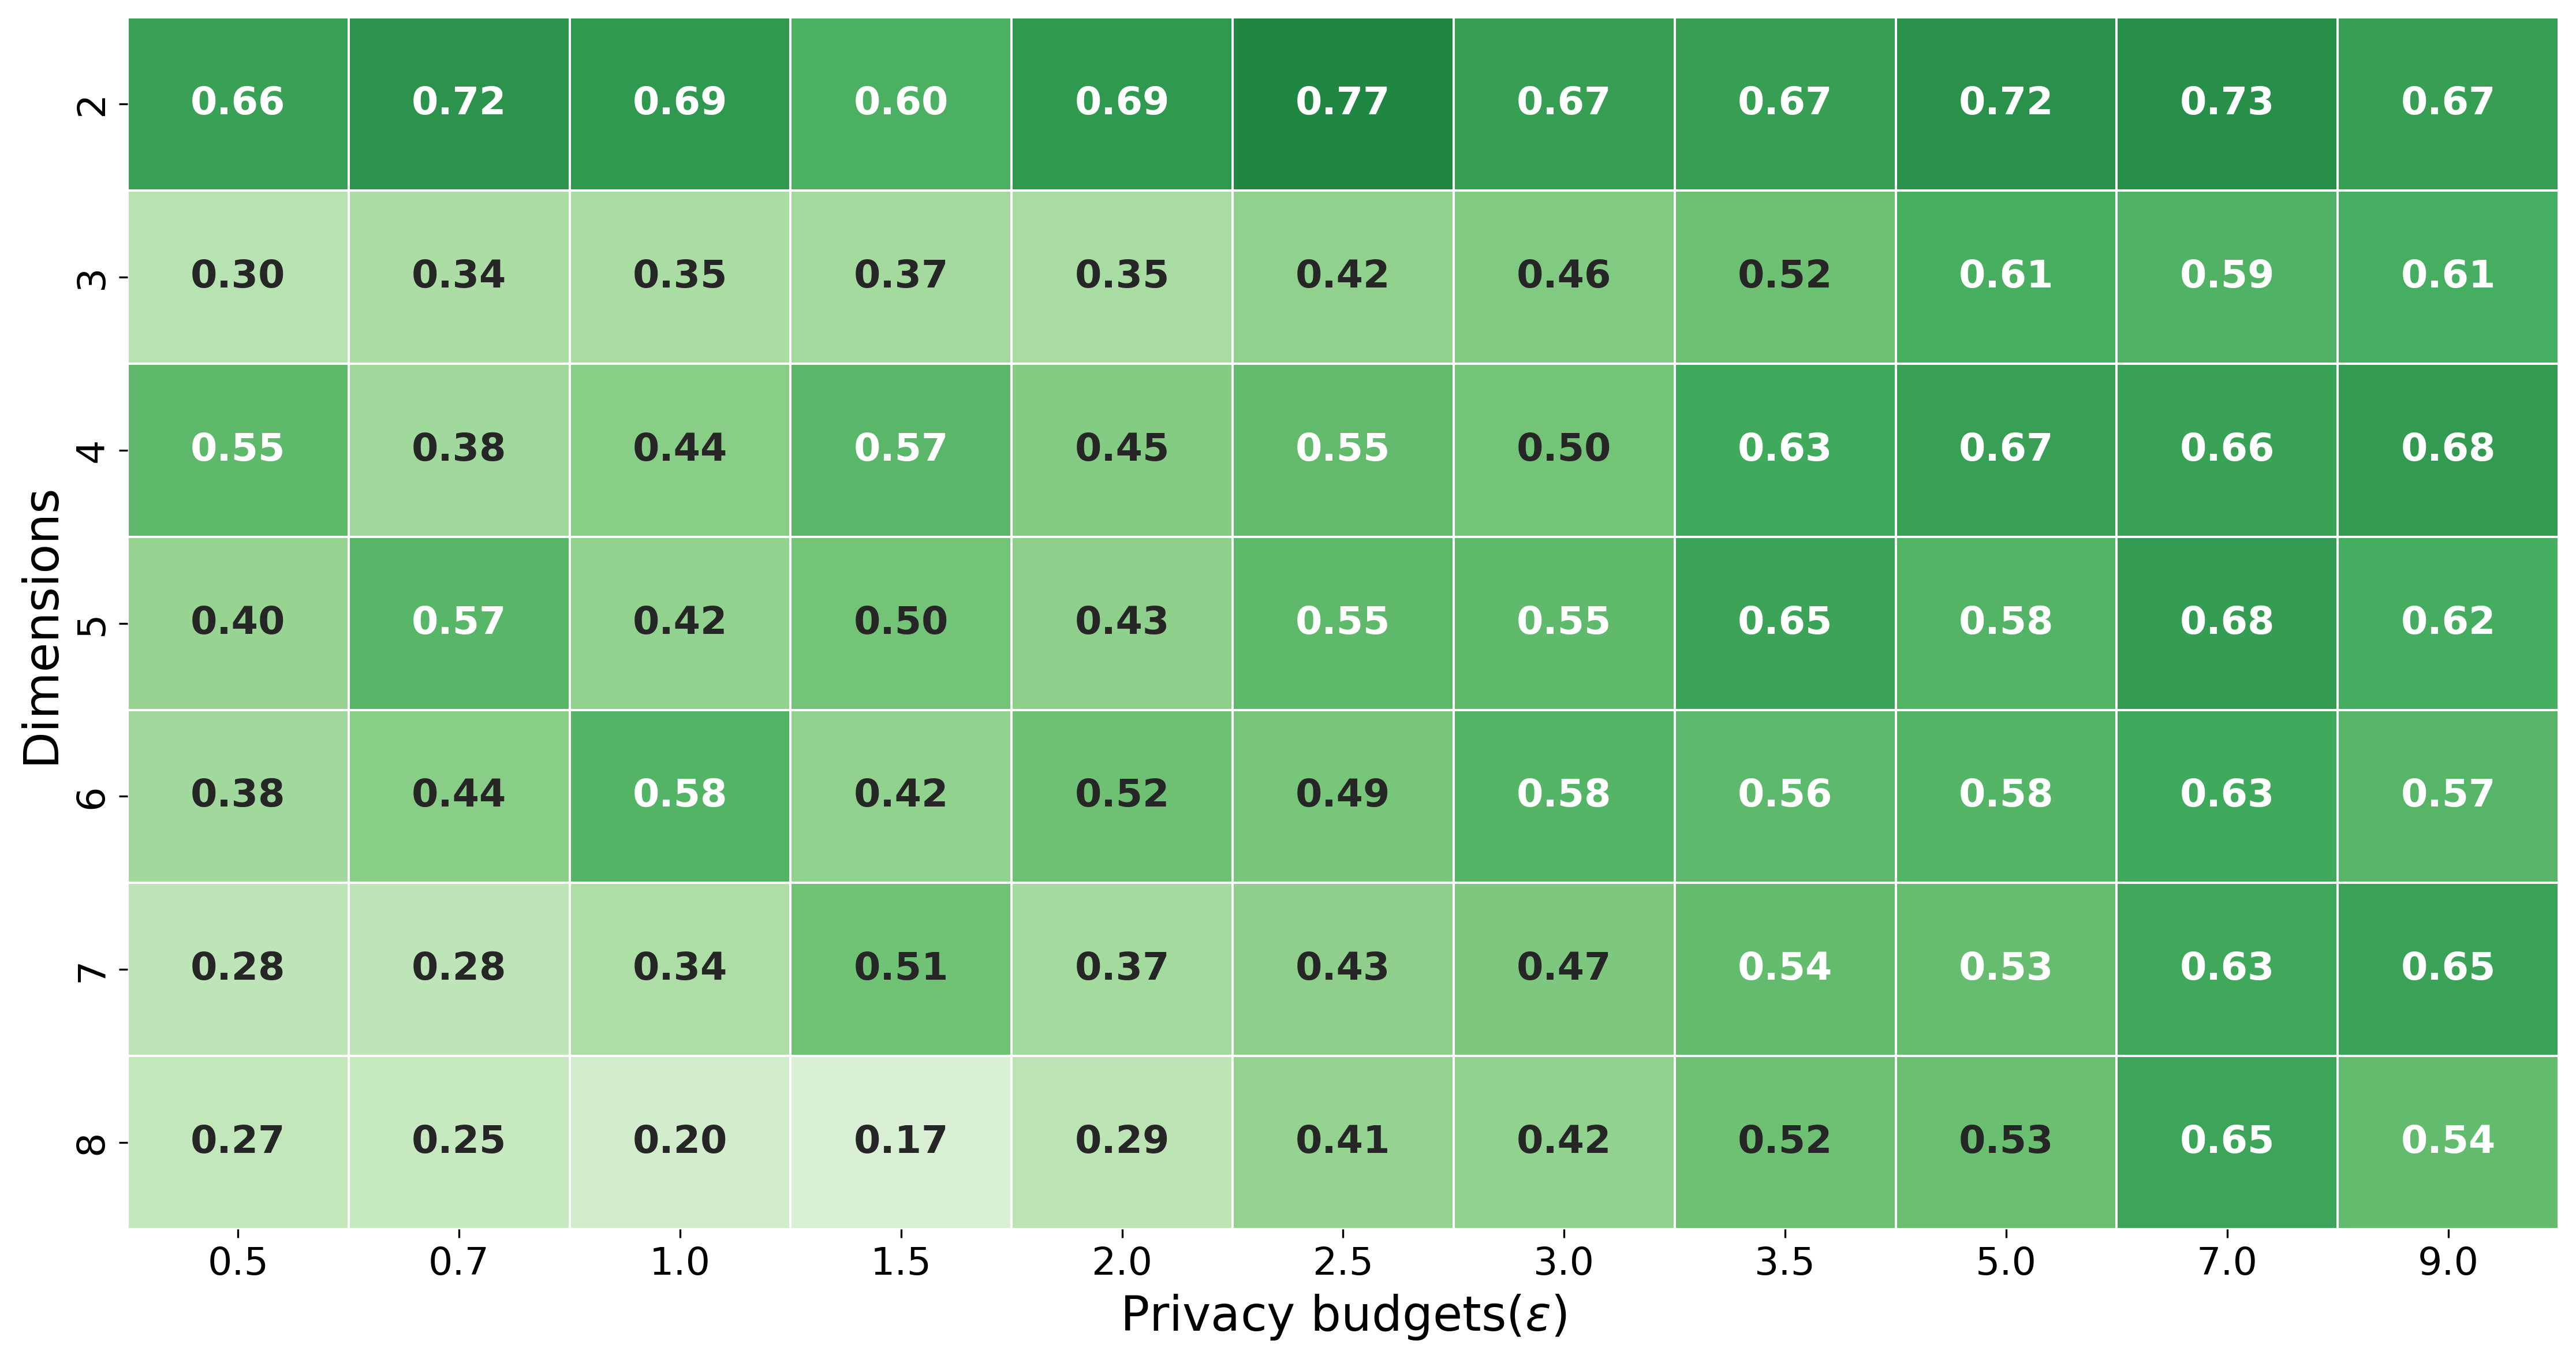 2 0.66 0.72 0.69 0.60 0.69 0.77 0.67 0.67 0.72 0.73 0.67
3 0.30 0.34 0.35 0.37 0.35 0.42 0.46 0.52 0.61 0.59 0.61
4 0.55 0.38 0.44 0.57 0.45 0.55 0.50 0.63 0.67 0.66 0.68
5 0.40 0.57 0.42 0.50 0.43 0.55 0.55 0.65 0.58 0.68 0.62
6 0.38 0.44 0.58 0.42 0.52 0.49 0.58 0.56 0.58 0.63 0.57
7 0.28 0.28 0.34 0.51 0.37 0.43 0.47 0.54 0.53 0.63 0.65
8 0.27 0.25 0.20 0.17 0.29 0.41 0.42 0.52 0.53 0.65 0.54
0.5 0.7 1.0 1.5 2.0 2.5 3.0 3.5 5.0 7.0 9.0
Privacy budgets(ε)
Dimensions